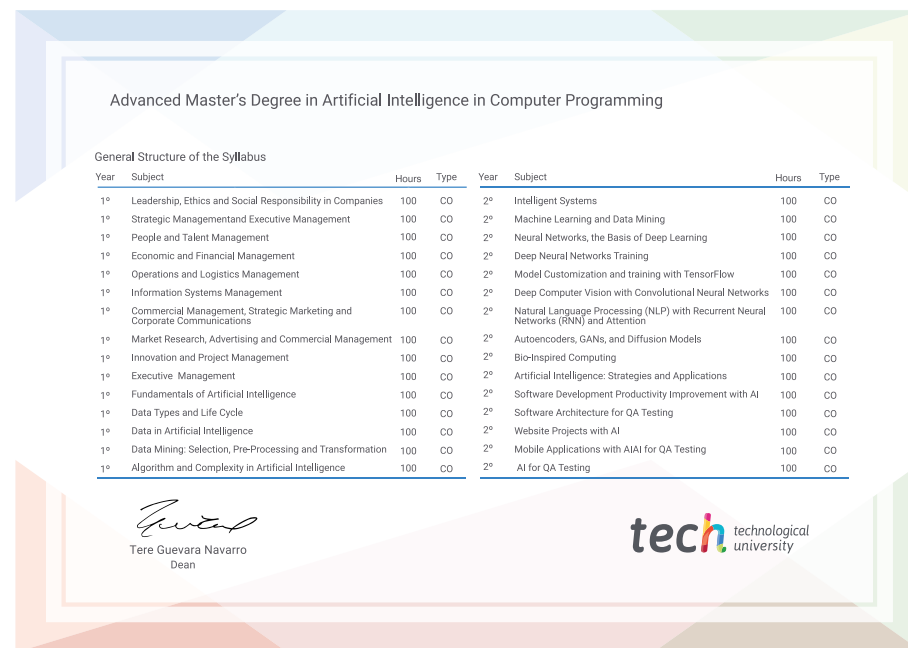 Advanced Master's Degree in Artificial Intelligence in Computer Programming
General Structure of the Syllabus
Year Subject Hours Type
1º Leadership, Ethics and Social Responsibility in Companies 100 CO
1º Strategic Managementand Executive Management 100 CO
1º People and Talent Management 100 CO
1º Economic and Financial Management 100 CO
1º Operations and Logistics Management 100 CO
1º Information Systems Management 100 CO
1º Commercial Management, Strategic Marketing and 100 CO
Corporate Communications
1º Market Research, Advertising and Commercial Management 100 CO
1º Innovation and Project Management 100 CO
1º Executive Management 100 CO
1º Fundamentals of Artificial Intelligence 100 CO
1º Data Types and Life Cycle 100 CO
1º Data in Artificial Intelligence 100 CO
1º Data Mining: Selection, Pre-Processing and Transformation 100 CO
1º Algorithm and Complexity in Artificial Intelligence 100 CO
Year Subject Hours Type
2º Intelligent Systems 100 CO
2º Machine Learning and Data Mining 100 CO
2º Neural Networks, the Basis of Deep Learning 100 CO
2º Deep Neural Networks Training 100 CO
2º Model Customization and training with TensorFlow 100 CO
2º Deep Computer Vision with Convolutional Neural Networks 100 CO
2º Natural Language Processing (NLP) with Recurrent Neural 100 CO
Networks (RNN) and Attention
2º Autoencoders, GANs, and Diffusion Models 100 CO
2º Bio-Inspired Computing 100 CO
2º Artificial Intelligence: Strategies and Applications 100 CO
2º Software Development Productivity Improvement with AI 100 CO
2º Software Architecture for QA Testing 100 CO
2º Website Projects with AI 100 CO
2º Mobile Applications with AIAI for QA Testing 100 CO
2º AI for QA Testing 100 CO
Tere Guevara Navarro
Dean
tech technological
university